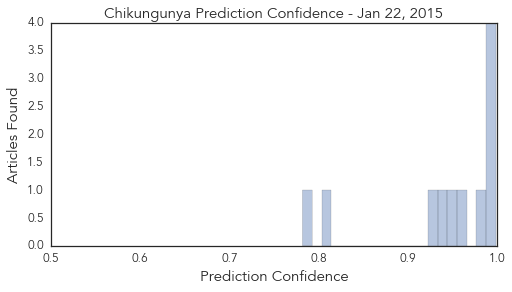 Chikungunya Prediction Confidence - Jan 22, 2015
4.0
3.5
3.0
2.5
2.0
1.5
1.0
0.5
0.0
Articles Found
0.5 0.6 0.7 0.8 0.9 1.0
Prediction Confidence